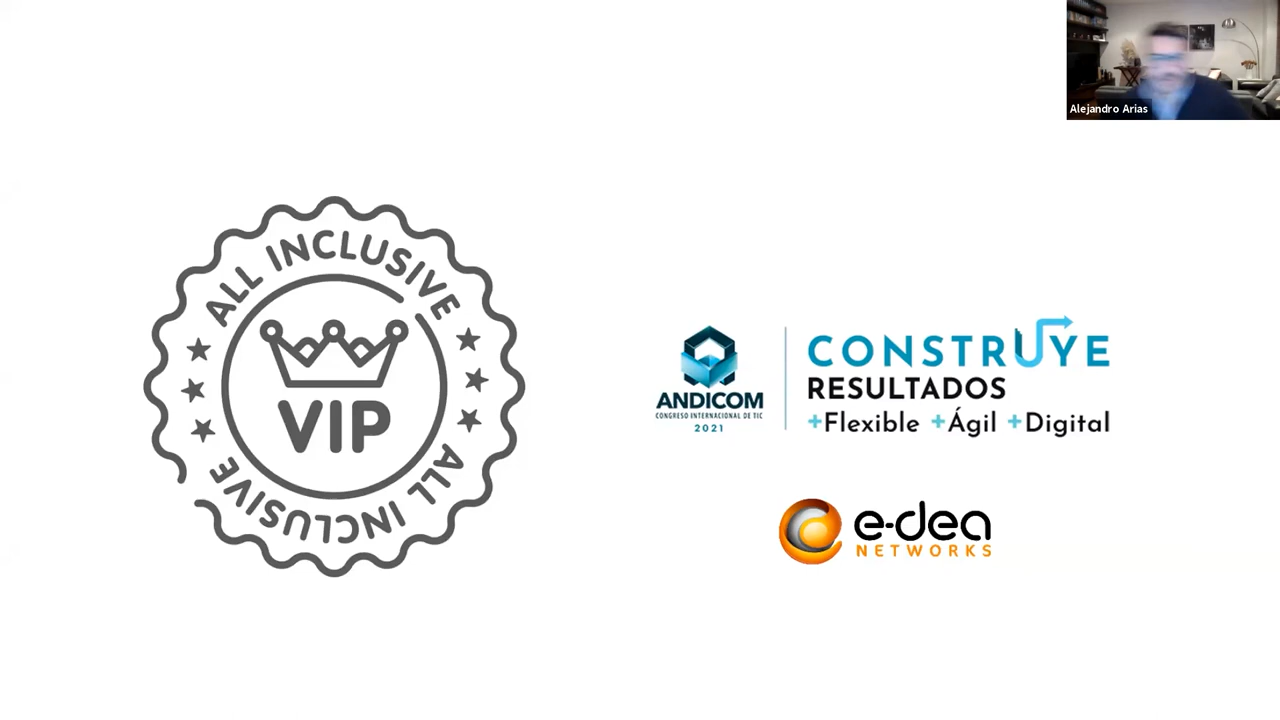 Alejandro Arias
ALL INCLUSIVE
VIP
ALL INCLUSIVE
ANDICOM
CONGRESO INTERNACIONAL DE TIC
2021
CONSTRUYE
RESULTADOS
+Flexible +Ágil +Digital
e-dea
NETWORKS